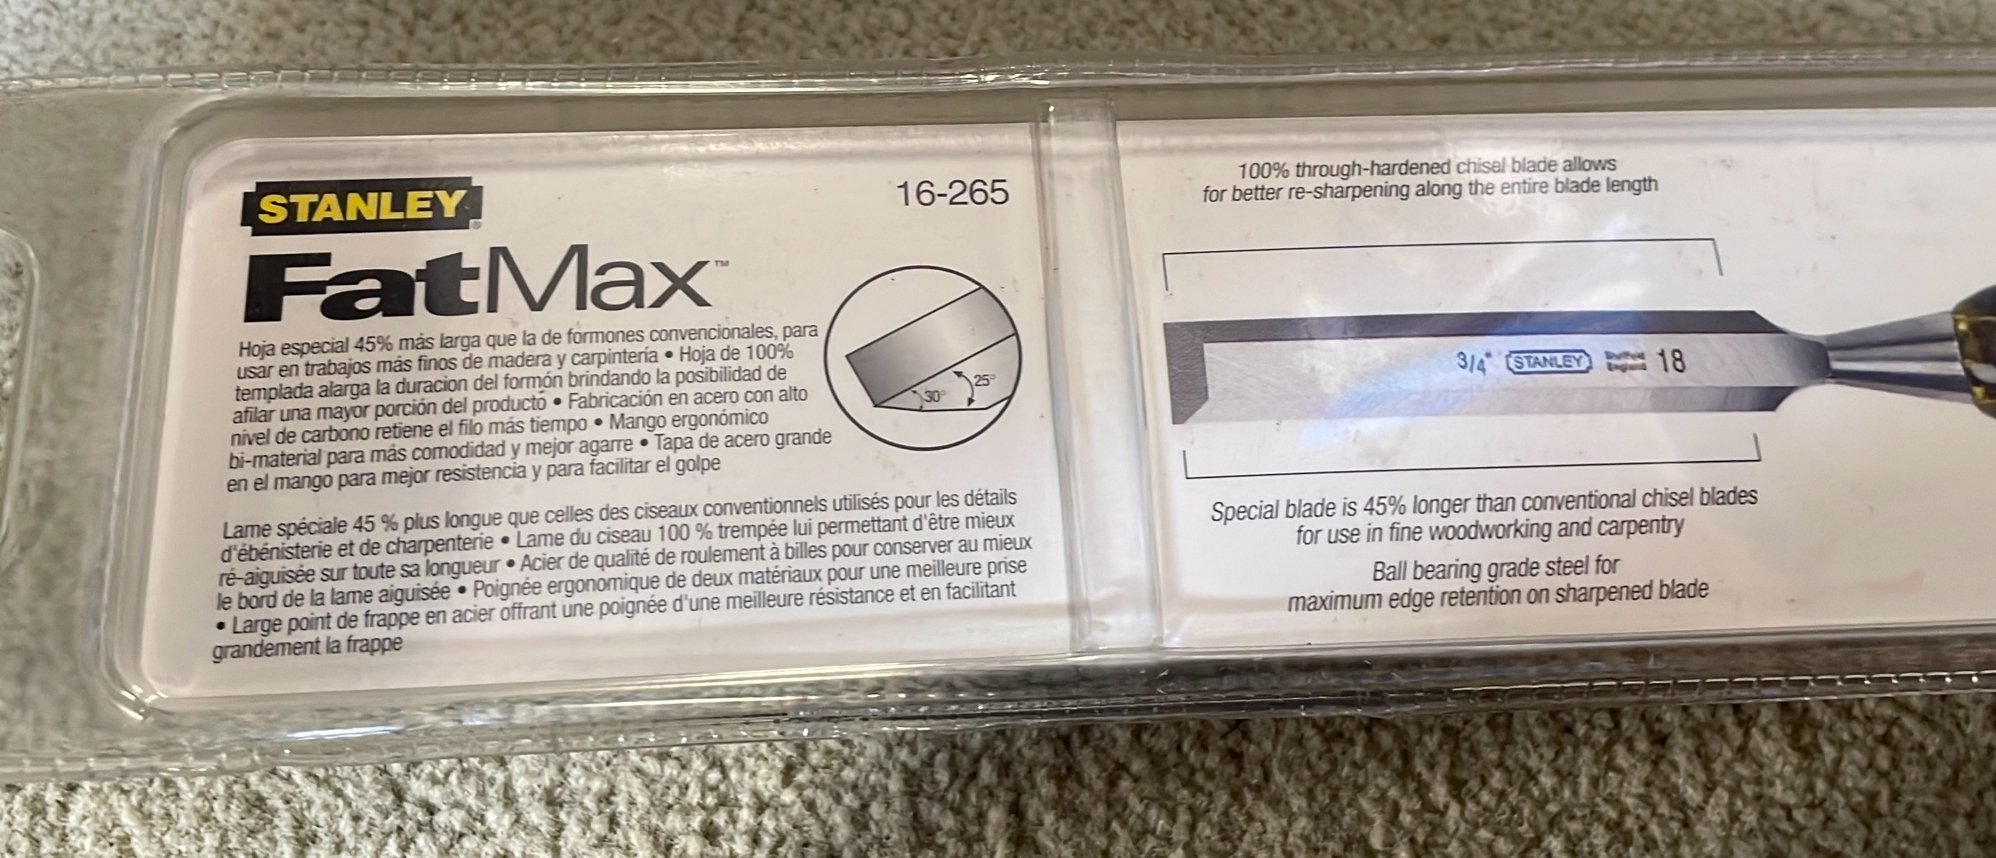 STANLEY®
16-265
FatMax™
Hoja especial 45% más larga que la de formones convencionales, para
usar en trabajos más finos de madera y carpintería • Hoja de 100%
templada alarga la duracion del formón brindando la posibilidad de
afilar una mayor porción del producto • Fabricación en acero con alto
nivel de carbono retiene el filo más tiempo • Mango ergonómico
bi-material para más comodidad y mejor agarre • Tapa de acero grande
en el mango para mejor resistencia y para facilitar el golpe
30°
25°
Lame spéciale 45 % plus longue que celles des ciseaux conventionnels utilisés pour les détails
d'ébénisterie et de charpenterie • Lame du ciseau 100 % trempée lui permettant d'être mieux
ré-aiguisée sur toute sa longueur • Acier de qualité de roulement à billes pour conserver au mieux
le bord de la lame aiguisée • Poignée ergonomique de deux matériaux pour une meilleure prise
• Large point de frappe en acier offrant une poignée d'une meilleure résistance et en facilitant
grandement la frappe
100% through-hardened chisel blade allows
for better re-sharpening along the entire blade length
3/4" STANLEY Sheffield England 18
Special blade is 45% longer than conventional chisel blades
for use in fine woodworking and carpentry
Ball bearing grade steel for
maximum edge retention on sharpened blade